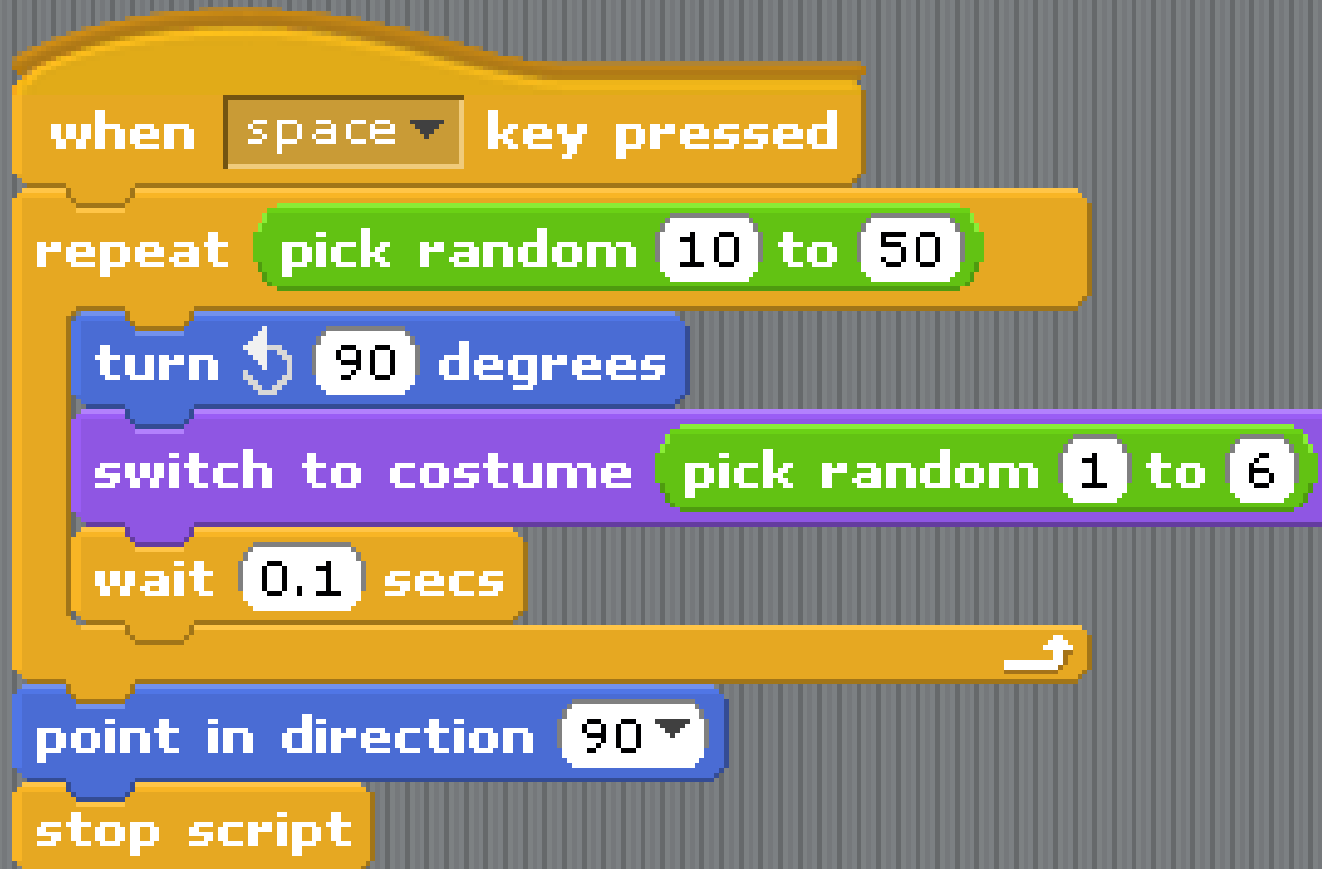 when space key pressed
repeat pick random 10 to 50
turn 90 degrees
switch to costume pick random 1 to 6
wait 0.1 secs
point in direction 90
stop script